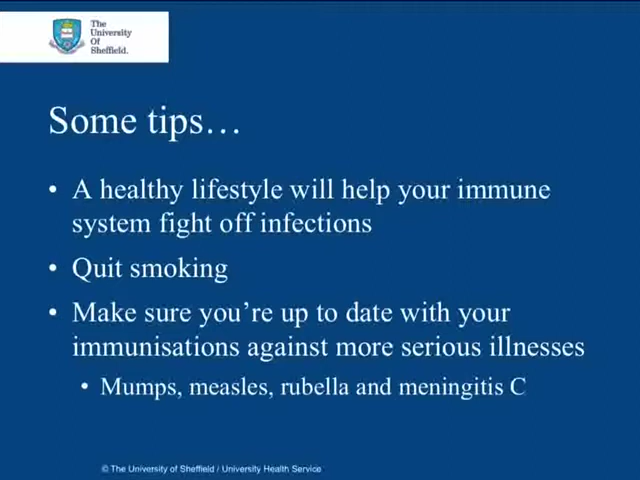 The
University
Of
Sheffield.
Some tips…
• A healthy lifestyle will help your immune
system fight off infections
• Quit smoking
• Make sure you’re up to date with your
immunisations against more serious illnesses
• Mumps, measles, rubella and meningitis C
© The University of Sheffield / University Health Service